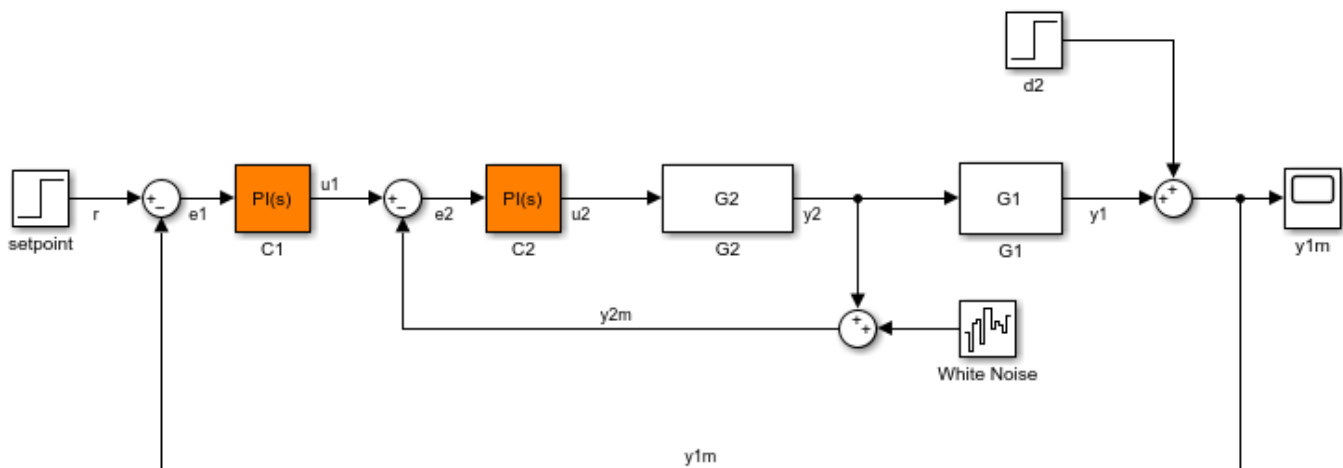 d2
PI(s)
u1
PI(s)
G2
G1
r
e1
e2
u2
y2
y1
setpoint
C1
C2
G2
G1
y1m
y2m
White Noise
y1m